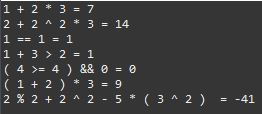 1 + 2 * 3 = 7
2 + 2 ^ 2 * 3 = 14
1 == 1 = 1
1 + 3 > 2 = 1
( 4 >= 4 ) && 0 = 0
( 1 + 2 ) * 3 = 9
2 % 2 + 2 ^ 2 - 5 * ( 3 ^ 2 )  = -41